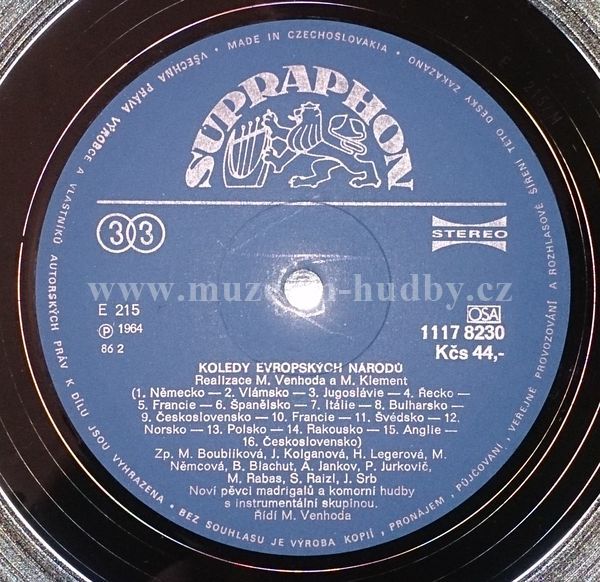 VŠECHNA PRÁVA VÝROBCE A VLASTNÍKŮ AUTORSKÝCH PRÁV K DÍLU JSOU VYHRAZENA • BEZ SOUHLASU JE VÝROBA KOPIÍ, PRONÁJEM, PŮJČOVÁNÍ, VEŘEJNÉ PROVOZOVÁNÍ A ROZHLASOVÉ ŠÍŘENÍ TÉTO DESKY ZAKÁZÁNO • MADE IN CZECHOSLOVAKIA •
SUPRAPHON
33
STEREO
www.muzeum-hudby.cz
E 215
Ⓟ 1964
86 2
OSA
1117 8230
Kčs 44,-
KOLEDY EVROPSKÝCH NÁRODŮ
Realizace M. Venhoda a M. Klement
(1. Německo — 2. Vlámsko — 3. Jugoslávie — 4. Řecko —
5. Francie — 6. Španělsko — 7. Itálie — 8. Bulharsko —
9. Československo — 10. Francie — 11. Švédsko — 12.
Norsko — 13. Polsko — 14. Rakousko — 15. Anglie —
16. Československo)
Zp. M. Boublíková, J. Kolganová, H. Legerová, M.
Němcová, B. Blachut, A. Jankov, P. Jurkovič,
M. Rabas, S. Raizl, J. Srb
Noví pěvci madrigalů a komorní hudby
s instrumentální skupinou.
Řídí M. Venhoda